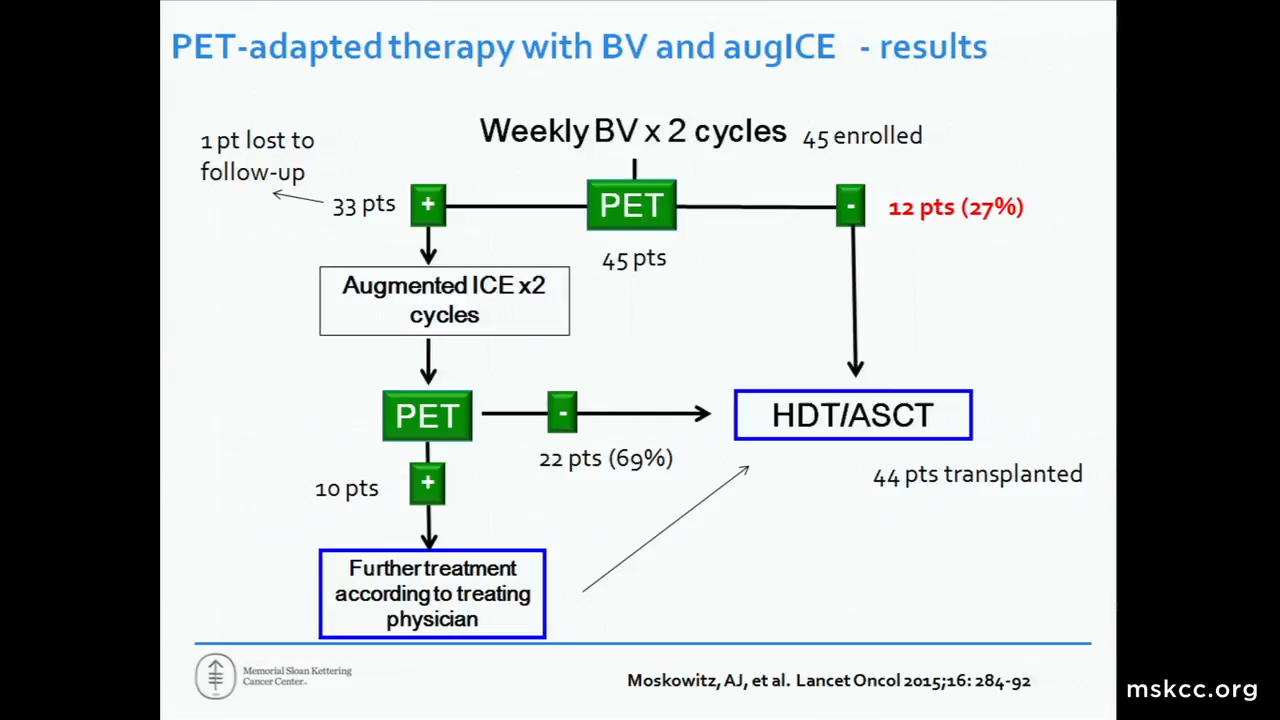 PET-adapted therapy with BV and augICE - results
Weekly BV x 2 cycles
45 enrolled
1 pt lost to
follow-up
33 pts
+
PET
-
12 pts (27%)
45 pts
Augmented ICE x2
cycles
PET
-
HDT/ASCT
22 pts (69%)
44 pts transplanted
10 pts
+
Further treatment
according to treating
physician
Memorial Sloan Kettering
Cancer Center
Moskowitz, AJ, et al. Lancet Oncol 2015;16: 284-92
mskcc.org